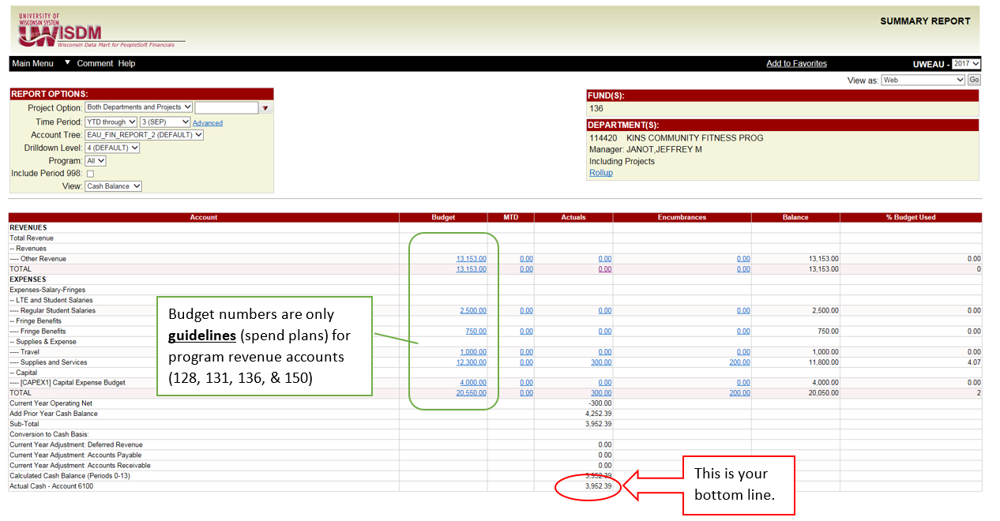 UNIVERSITY OF
WISCONSIN SYSTEM
UWISDM
Wisconsin Data Mart for PeopleSoft Financials
SUMMARY REPORT
Main Menu ▼ Comment Help Add to Favorites UWEAU - 2017
View as: Web Go
REPORT OPTIONS:
Project Option: Both Departments and Projects
Time Period: YTD through 3 (SEP) Advanced
Account Tree: EAU_FIN_REPORT_2 (DEFAULT)
Drilldown Level: 4 (DEFAULT)
Program: All
Include Period 998:
View: Cash Balance
FUND(S):
136
DEPARTMENT(S):
114420 KINS COMMUNITY FITNESS PROG
Manager: JANOT,JEFFREY M
Including Projects
Rollup
Account Budget MTD Actuals Encumbrances Balance % Budget Used
REVENUES
Total Revenue
-- Revenues
---- Other Revenue 13,153.00 0.00 0.00 0.00 13,153.00 0.00
TOTAL 13,153.00 0.00 0.00 0.00 13,153.00 0
EXPENSES
Expenses-Salary-Fringes
-- LTE and Student Salaries
---- Regular Student Salaries 2,500.00 0.00 0.00 0.00 2,500.00 0.00
-- Fringe Benefits
---- Fringe Benefits 750.00 0.00 0.00 0.00 750.00 0.00
-- Supplies & Expense
---- Travel 1,000.00 0.00 0.00 0.00 1,000.00 0.00
---- Supplies and Services 12,300.00 0.00 300.00 200.00 11,800.00 4.07
-- Capital
---- [CAPEX1] Capital Expense Budget 4,000.00 0.00 0.00 0.00 4,000.00 0.00
TOTAL 20,550.00 0.00 300.00 200.00 20,050.00 2
Current Year Operating Net -300.00
Add Prior Year Cash Balance 4,252.39
Sub-Total 3,952.39
Conversion to Cash Basis:
Current Year Adjustment: Deferred Revenue 0.00
Current Year Adjustment: Accounts Payable 0.00
Current Year Adjustment: Accounts Receivable 0.00
Calculated Cash Balance (Periods 0-13) 3,952.39
Actual Cash - Account 6100 3,952.39
Budget numbers are only
guidelines (spend plans) for
program revenue accounts
(128, 131, 136, & 150)
This is your
bottom line.